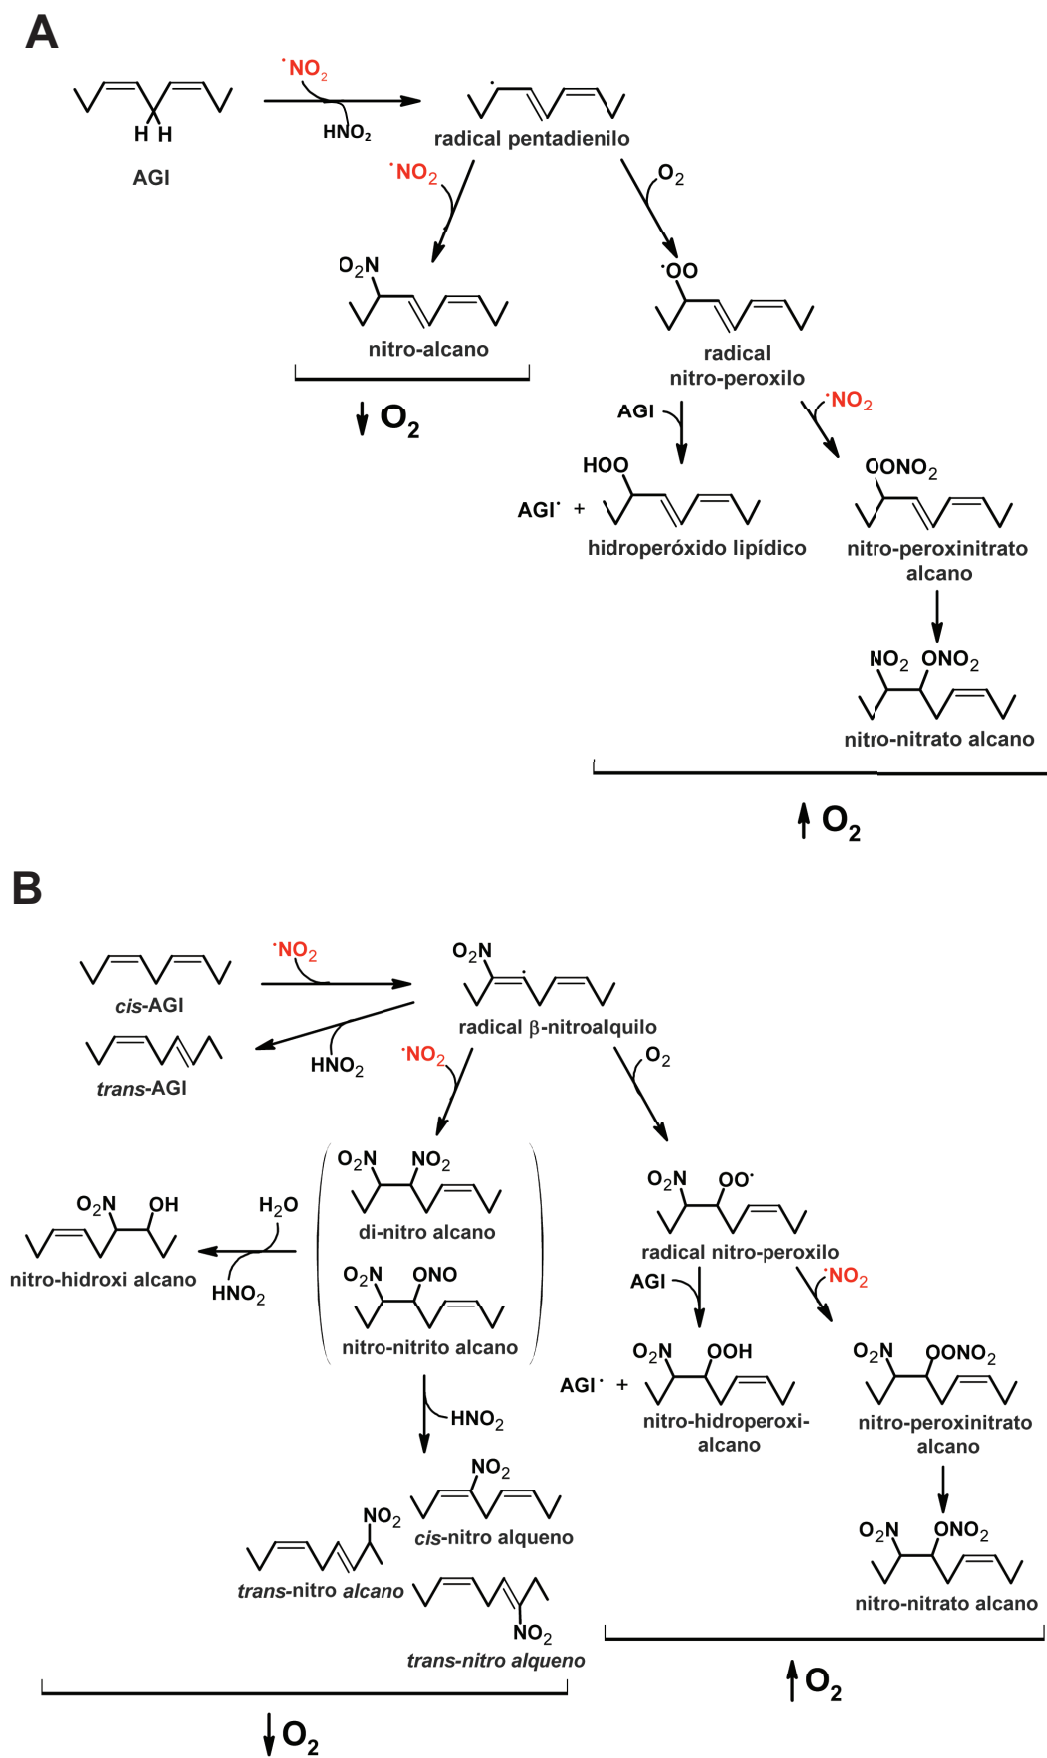 A
•NO2
HNO2
H H
AGI
radical pentadienilo
•NO2
O2
O2N
nitro-alcano
↓ O2
•OO
radical
nitro-peroxilo
AGI
•NO2
HOO
AGI• +
hidroperóxido lipídico
OONO2
nitro-peroxinitrato
alcano
NO2 ONO2
nitro-nitrato alcano
↑ O2
B
cis-AGI
•NO2
O2N
radical β-nitroalquilo
trans-AGI
HNO2
•NO2
O2
O2N NO2
di-nitro alcano
O2N ONO
nitro-nitrito alcano
H2O
HNO2
O2N OH
nitro-hidroxi alcano
HNO2
NO2
cis-nitro alqueno
NO2
trans-nitro alcano
NO2
trans-nitro alqueno
↓ O2
O2N OO•
radical nitro-peroxilo
AGI
•NO2
AGI• +
O2N OOH
nitro-hidroperoxi-
alcano
O2N OONO2
nitro-peroxinitrato
alcano
O2N ONO2
nitro-nitrato alcano
↑ O2